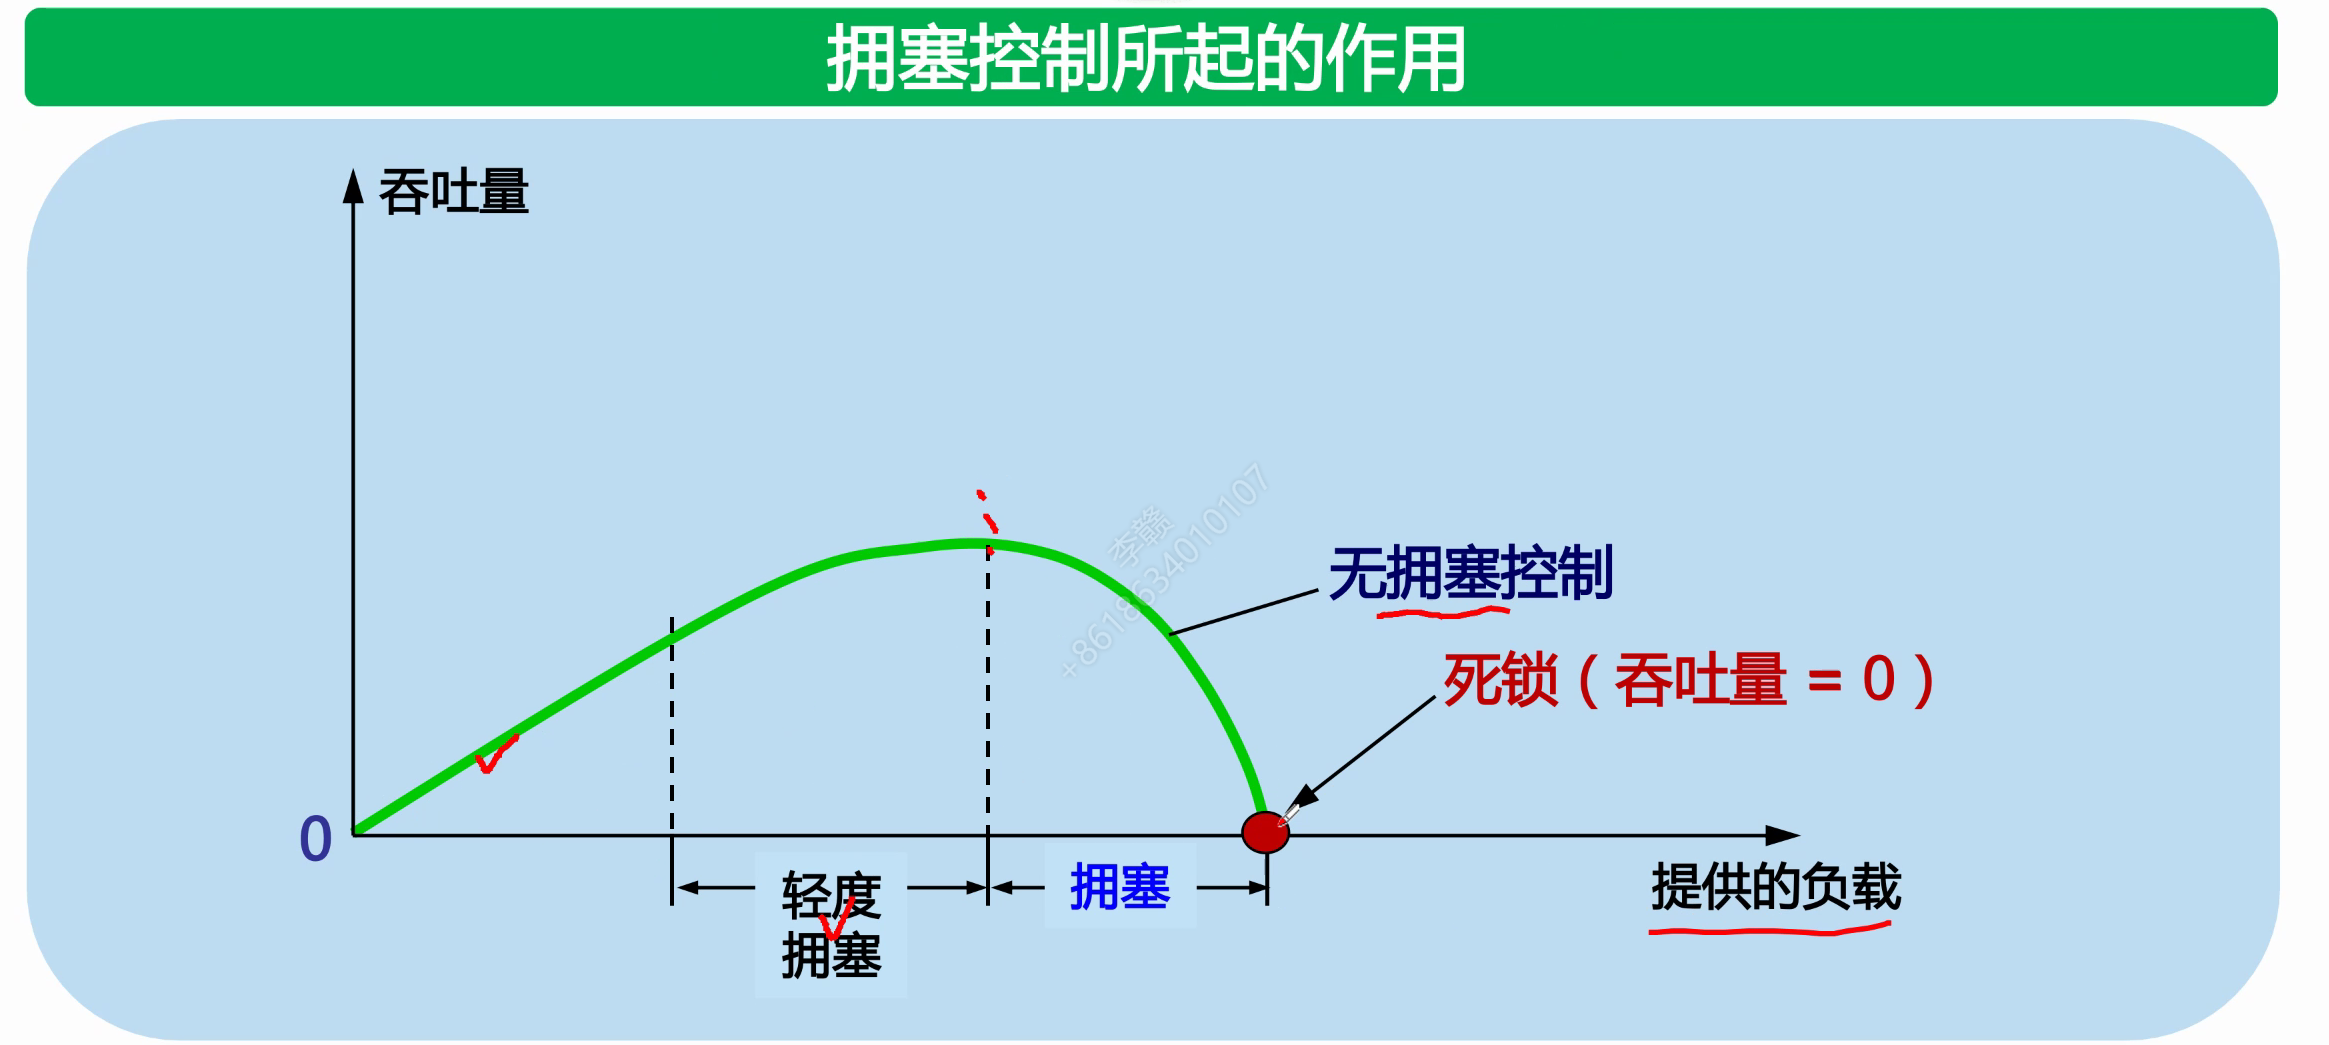 拥塞控制所起的作用
吞吐量
李赣
+8618634010107
无拥塞控制
死锁（吞吐量 = 0）
0
轻度
拥塞
拥塞
提供的负载